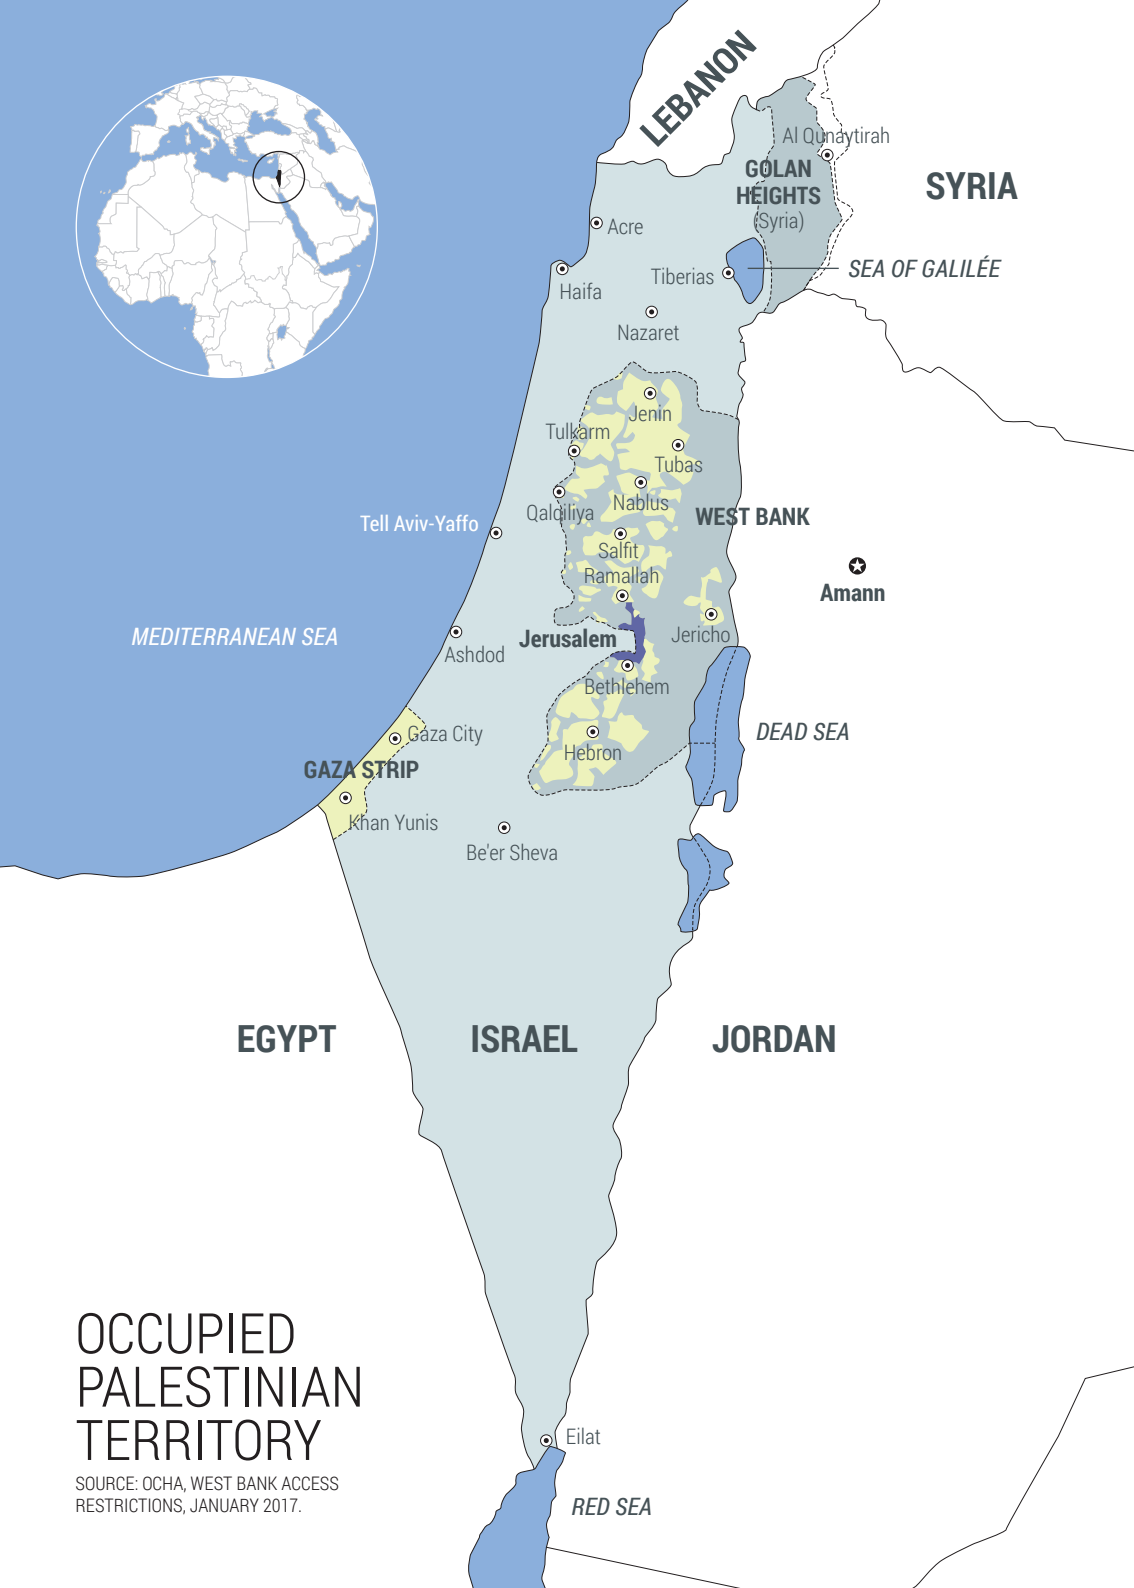 LEBANON
Al Qunaytirah
GOLAN
HEIGHTS
(Syria)
SYRIA
Acre
SEA OF GALILÉE
Tiberias
Haifa
Nazaret
Jenin
Tulkarm
Tubas
Nablus
Qalqiliya
WEST BANK
Tell Aviv-Yaffo
Salfit
Ramallah
Amann
MEDITERRANEAN SEA
Jerusalem
Jericho
Ashdod
Bethlehem
Gaza City
DEAD SEA
Hebron
GAZA STRIP
Khan Yunis
Be'er Sheva
EGYPT
ISRAEL
JORDAN
OCCUPIED
PALESTINIAN
TERRITORY
SOURCE: OCHA, WEST BANK ACCESS
RESTRICTIONS, JANUARY 2017.
Eilat
RED SEA